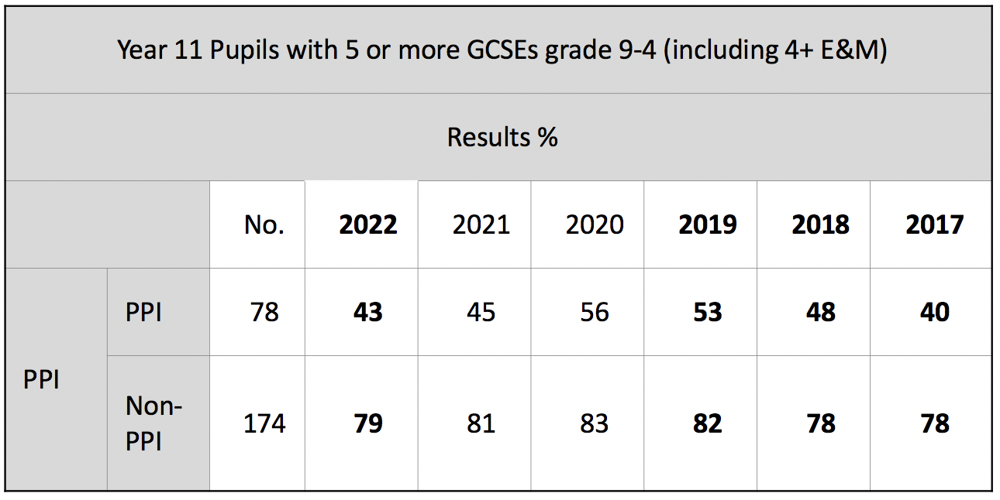 Year 11 Pupils with 5 or more GCSEs grade 9-4 (including 4+ E&M)
Results %
No. 2022 2021 2020 2019 2018 2017
PPI PPI 78 43 45 56 53 48 40
Non-
PPI 174 79 81 83 82 78 78